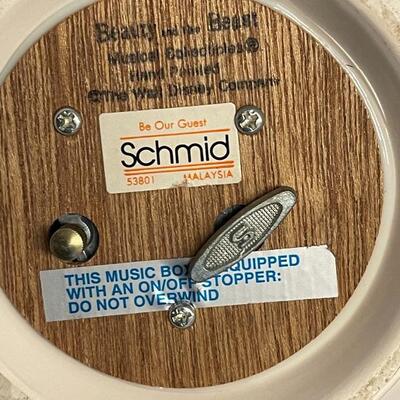 Beauty and the Beast
Musical Collectibles®
Hand Painted
©The Walt Disney Company
Be Our Guest
Schmid
53801 MALAYSIA
S
THIS MUSIC BOX EQUIPPED
WITH AN ON/OFF STOPPER:
DO NOT OVERWIND